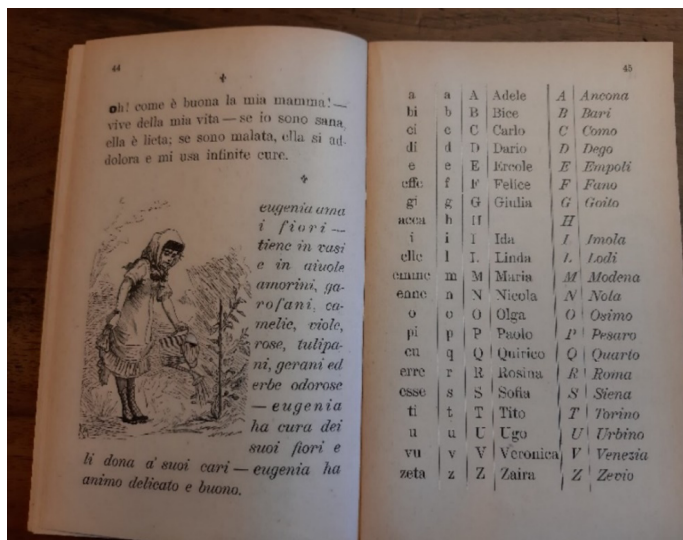 44
oh! come è buona la mia mamma! —
vive della mia vita — se io sono sana,
ella è lieta; se sono malata, ella si ad-
dolora e mi usa infinite cure.
eugenia ama
i fiori —
tiene in vasi
e in aiuole
amorini, ga-
rofani, ca-
melie, viole,
rose, tulipa-
ni, gerani ed
erbe odorose
— eugenia
ha cura dei
suoi fiori e
li dona a' suoi cari — eugenia ha
animo delicato e buono.
45
a a A Adele A Ancona
bi b B Bice B Bari
ci c C Carlo C Como
di d D Dario D Dego
e e E Ercole E Empoli
effe f F Felice F Fano
gi g G Giulia G Goito
acca h H H
i i I Ida I Imola
elle l L Linda L Lodi
emme m M Maria M Modena
enne n N Nicola N Nola
o o O Olga O Osimo
pi p P Paolo P Pesaro
cu q Q Quirico Q Quarto
erre r R Rosina R Roma
esse s S Sofia S Siena
ti t T Tito T Torino
u u U Ugo U Urbino
vu v V Veronica V Venezia
zeta z Z Zaira Z Zevio